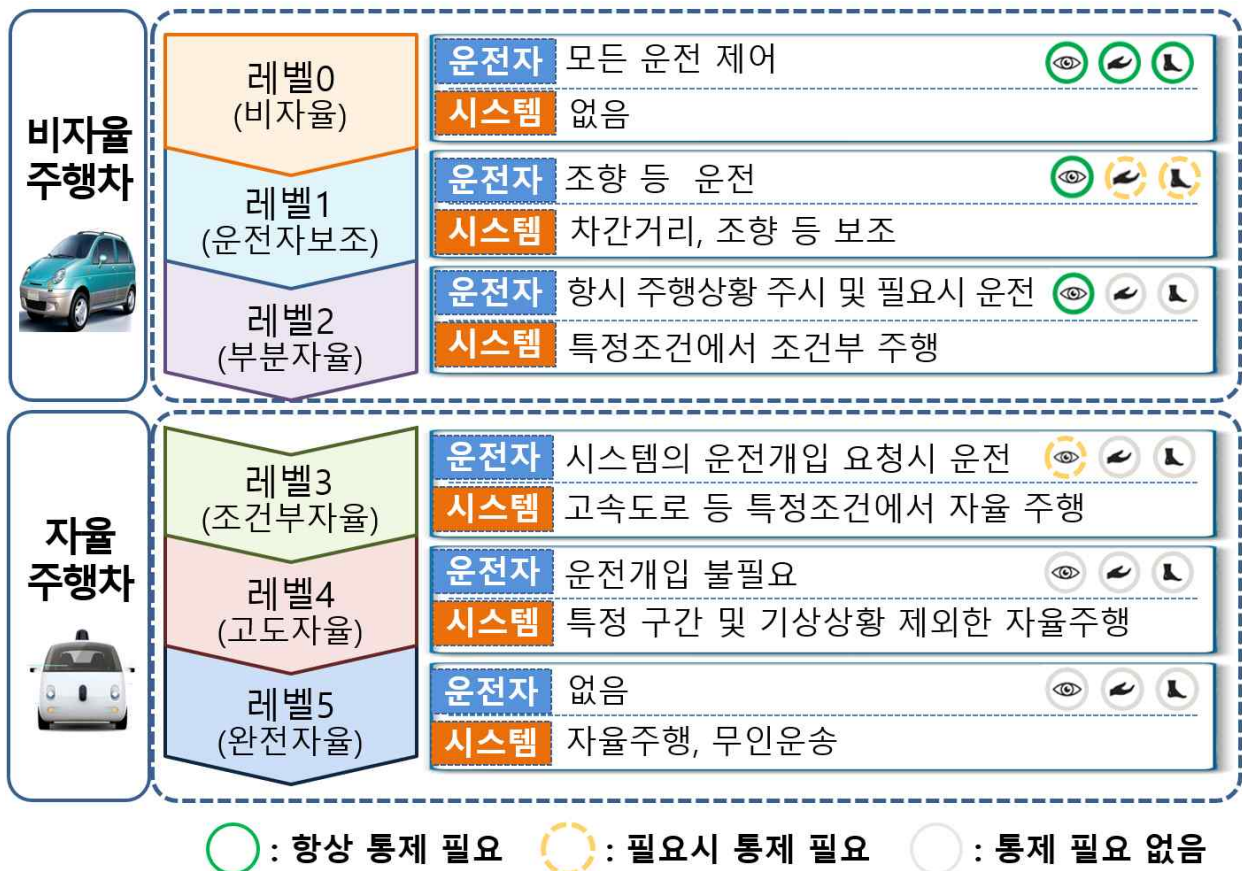 비자율
주행차
레벨0
(비자율)
운전자 모든 운전 제어
시스템 없음
레벨1
(운전자보조)
운전자 조향 등 운전
시스템 차간거리, 조향 등 보조
레벨2
(부분자율)
운전자 항시 주행상황 주시 및 필요시 운전
시스템 특정조건에서 조건부 주행
자율
주행차
레벨3
(조건부자율)
운전자 시스템의 운전개입 요청시 운전
시스템 고속도로 등 특정조건에서 자율 주행
레벨4
(고도자율)
운전자 운전개입 불필요
시스템 특정 구간 및 기상상황 제외한 자율주행
레벨5
(완전자율)
운전자 없음
시스템 자율주행, 무인운송
: 항상 통제 필요 : 필요시 통제 필요 : 통제 필요 없음